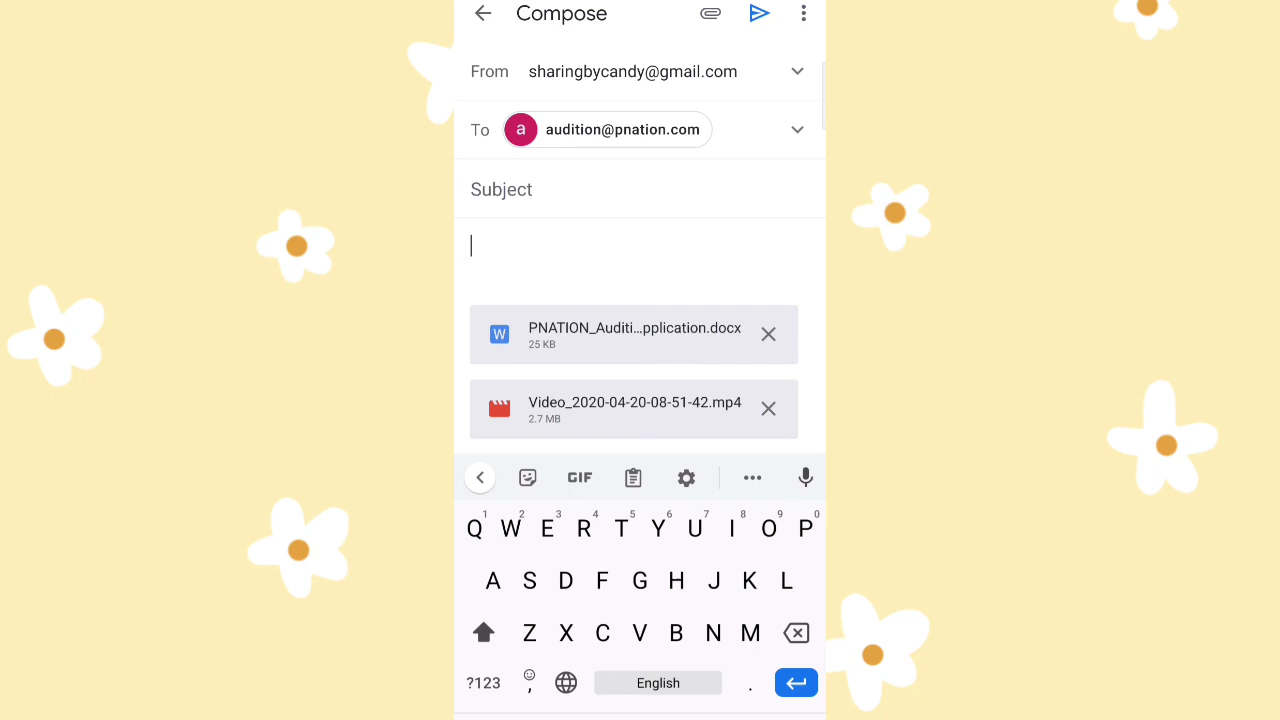 Compose
From sharingbycandy@gmail.com
To a audition@pnation.com
Subject
W PNATION_Auditi...pplication.docx
25 KB
Video_2020-04-20-08-51-42.mp4
2.7 MB
GIF
1 2 3 4 5 6 7 8 9 0
Q W E R T Y U I O P
A S D F G H J K L
Z X C V B N M
?123 , English .